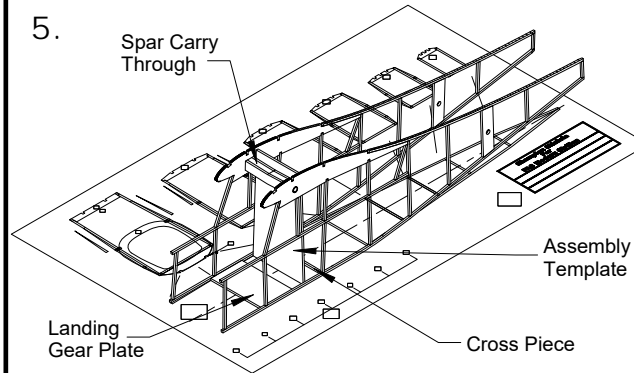 5.
Spar Carry
Through
Assembly
Template
Landing
Gear Plate
Cross Piece